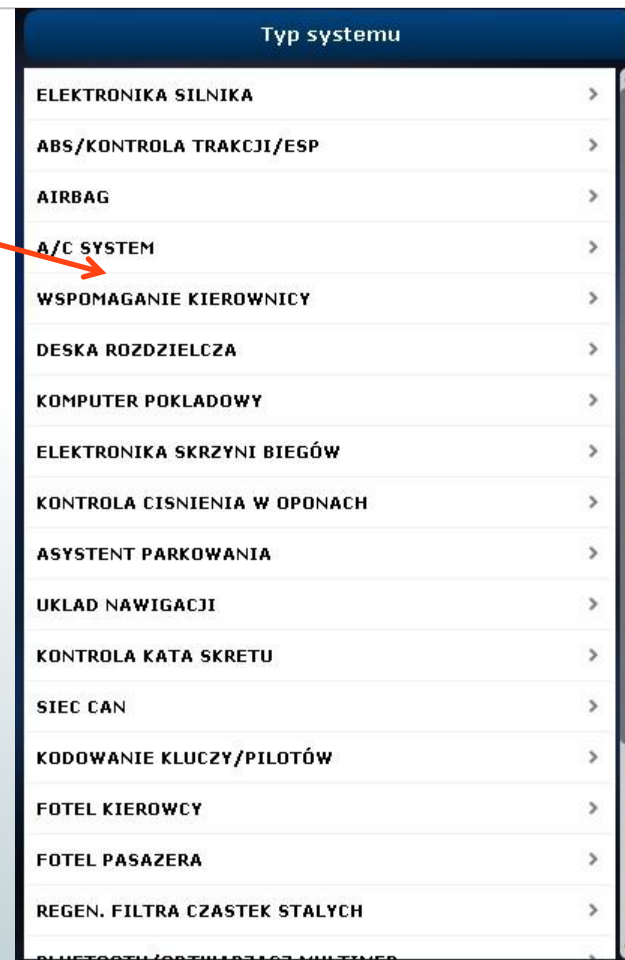 Typ systemu
ELEKTRONIKA SILNIKA
ABS/KONTROLA TRAKCJI/ESP
AIRBAG
A/C SYSTEM
WSPOMAGANIE KIEROWNICY
DESKA ROZDZIELCZA
KOMPUTER POKLADOWY
ELEKTRONIKA SKRZYNI BIEGÓW
KONTROLA CISNIENIA W OPONACH
ASYSTENT PARKOWANIA
UKLAD NAWIGACJI
KONTROLA KATA SKRETU
SIEC CAN
KODOWANIE KLUCZY/PILOTÓW
FOTEL KIEROWCY
FOTEL PASAZERA
REGEN. FILTRA CZASTEK STALYCH